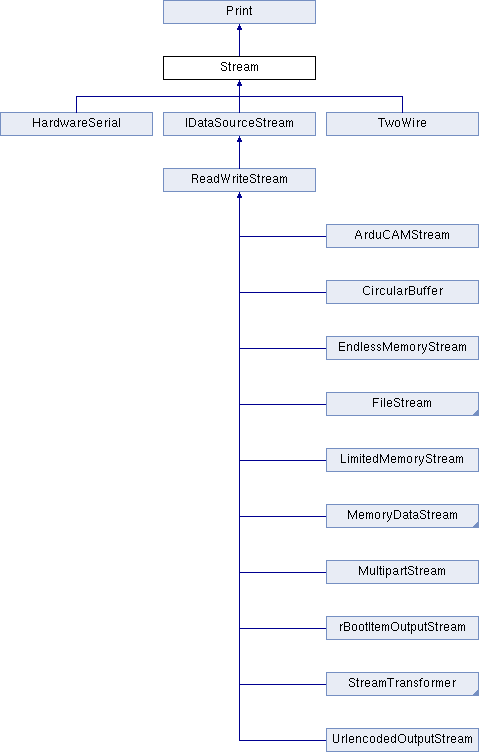 Print
Stream
HardwareSerial
IDataSourceStream
TwoWire
ReadWriteStream
ArduCAMStream
CircularBuffer
EndlessMemoryStream
FileStream
LimitedMemoryStream
MemoryDataStream
MultipartStream
rBootItemOutputStream
StreamTransformer
UrlencodedOutputStream